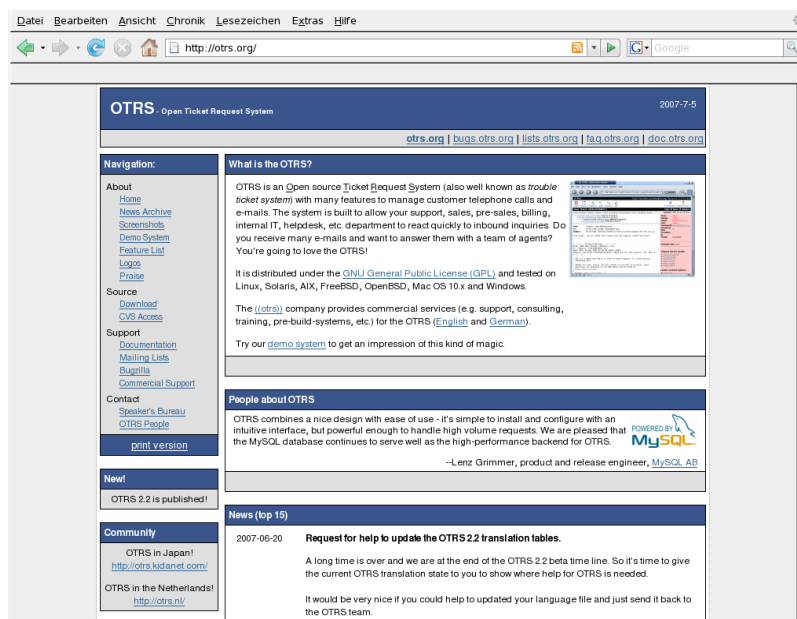 Datei Bearbeiten Ansicht Chronik Lesezeichen Extras Hilfe
http://otrs.org/
G Google
OTRS - Open Ticket Request System
2007-7-5
otrs.org | bugs.otrs.org | lists.otrs.org | faq.otrs.org | doc.otrs.org
Navigation:
About
Home
News Archive
Screenshots
Demo System
Feature List
Logos
Praise
Source
Download
CVS Access
Support
Documentation
Mailing Lists
Bugzilla
Commercial Support
Contact
Speaker's Bureau
OTRS People
print version
New!
OTRS 2.2 is published!
Community
OTRS in Japan!
http://otrs.kidanet.com/
OTRS in the Netherlands!
http://otrs.nl/
What is the OTRS?
OTRS is an Open source Ticket Request System (also well known as trouble
ticket system) with many features to manage customer telephone calls and
e-mails. The system is built to allow your support, sales, pre-sales, billing,
internal IT, helpdesk, etc. department to react quickly to inbound inquiries. Do
you receive many e-mails and want to answer them with a team of agents?
You're going to love the OTRS!
It is distributed under the GNU General Public License (GPL) and tested on
Linux, Solaris, AIX, FreeBSD, OpenBSD, Mac OS 10.x and Windows.
The ((otrs)) company provides commercial services (e.g. support, consulting,
training, pre-build-systems, etc.) for the OTRS (English and German).
Try our demo system to get an impression of this kind of magic.
People about OTRS
OTRS combines a nice design with ease of use - it's simple to install and configure with an
intuitive interface, but powerful enough to handle high volume requests. We are pleased that
the MySQL database continues to serve well as the high-performance backend for OTRS.
POWERED BY
MySQL
--Lenz Grimmer, product and release engineer, MySQL AB
News (top 15)
2007-06-20 Request for help to update the OTRS 2.2 translation tables.
A long time is over and we are at the end of the OTRS 2.2 beta time line. So it's time to give
the current OTRS translation state to you to show where help for OTRS is needed.
It would be very nice if you could help to updated your language file and just send it back to
the OTRS team.